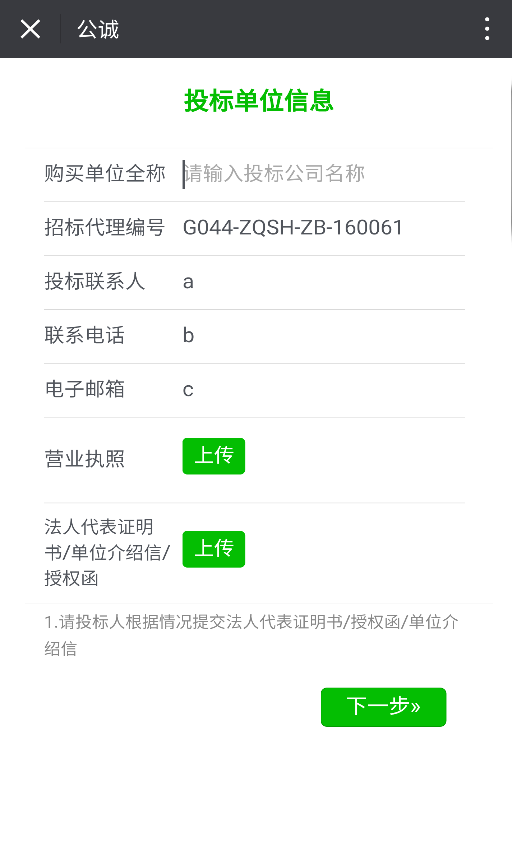 公诚
投标单位信息
购买单位全称 请输入投标公司名称
招标代理编号 G044-ZQSH-ZB-160061
投标联系人 a
联系电话 b
电子邮箱 c
营业执照 上传
法人代表证明
书/单位介绍信/
授权函
上传
1.请投标人根据情况提交法人代表证明书/授权函/单位介
绍信
下一步»